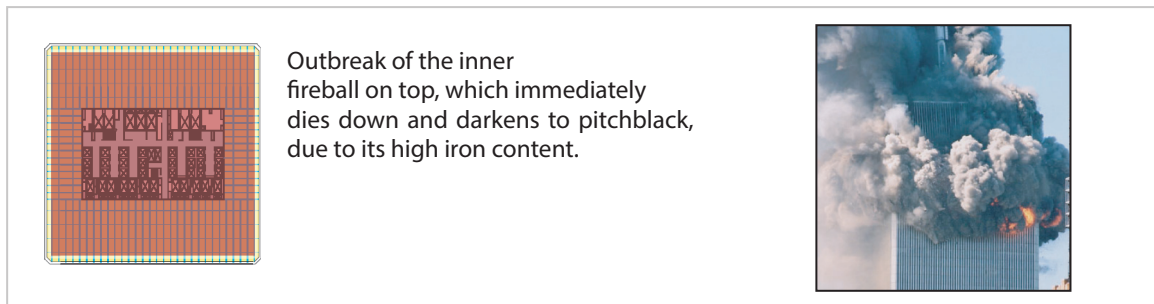 Outbreak of the inner
fireball on top, which immediately
dies down and darkens to pitchblack,
due to its high iron content.